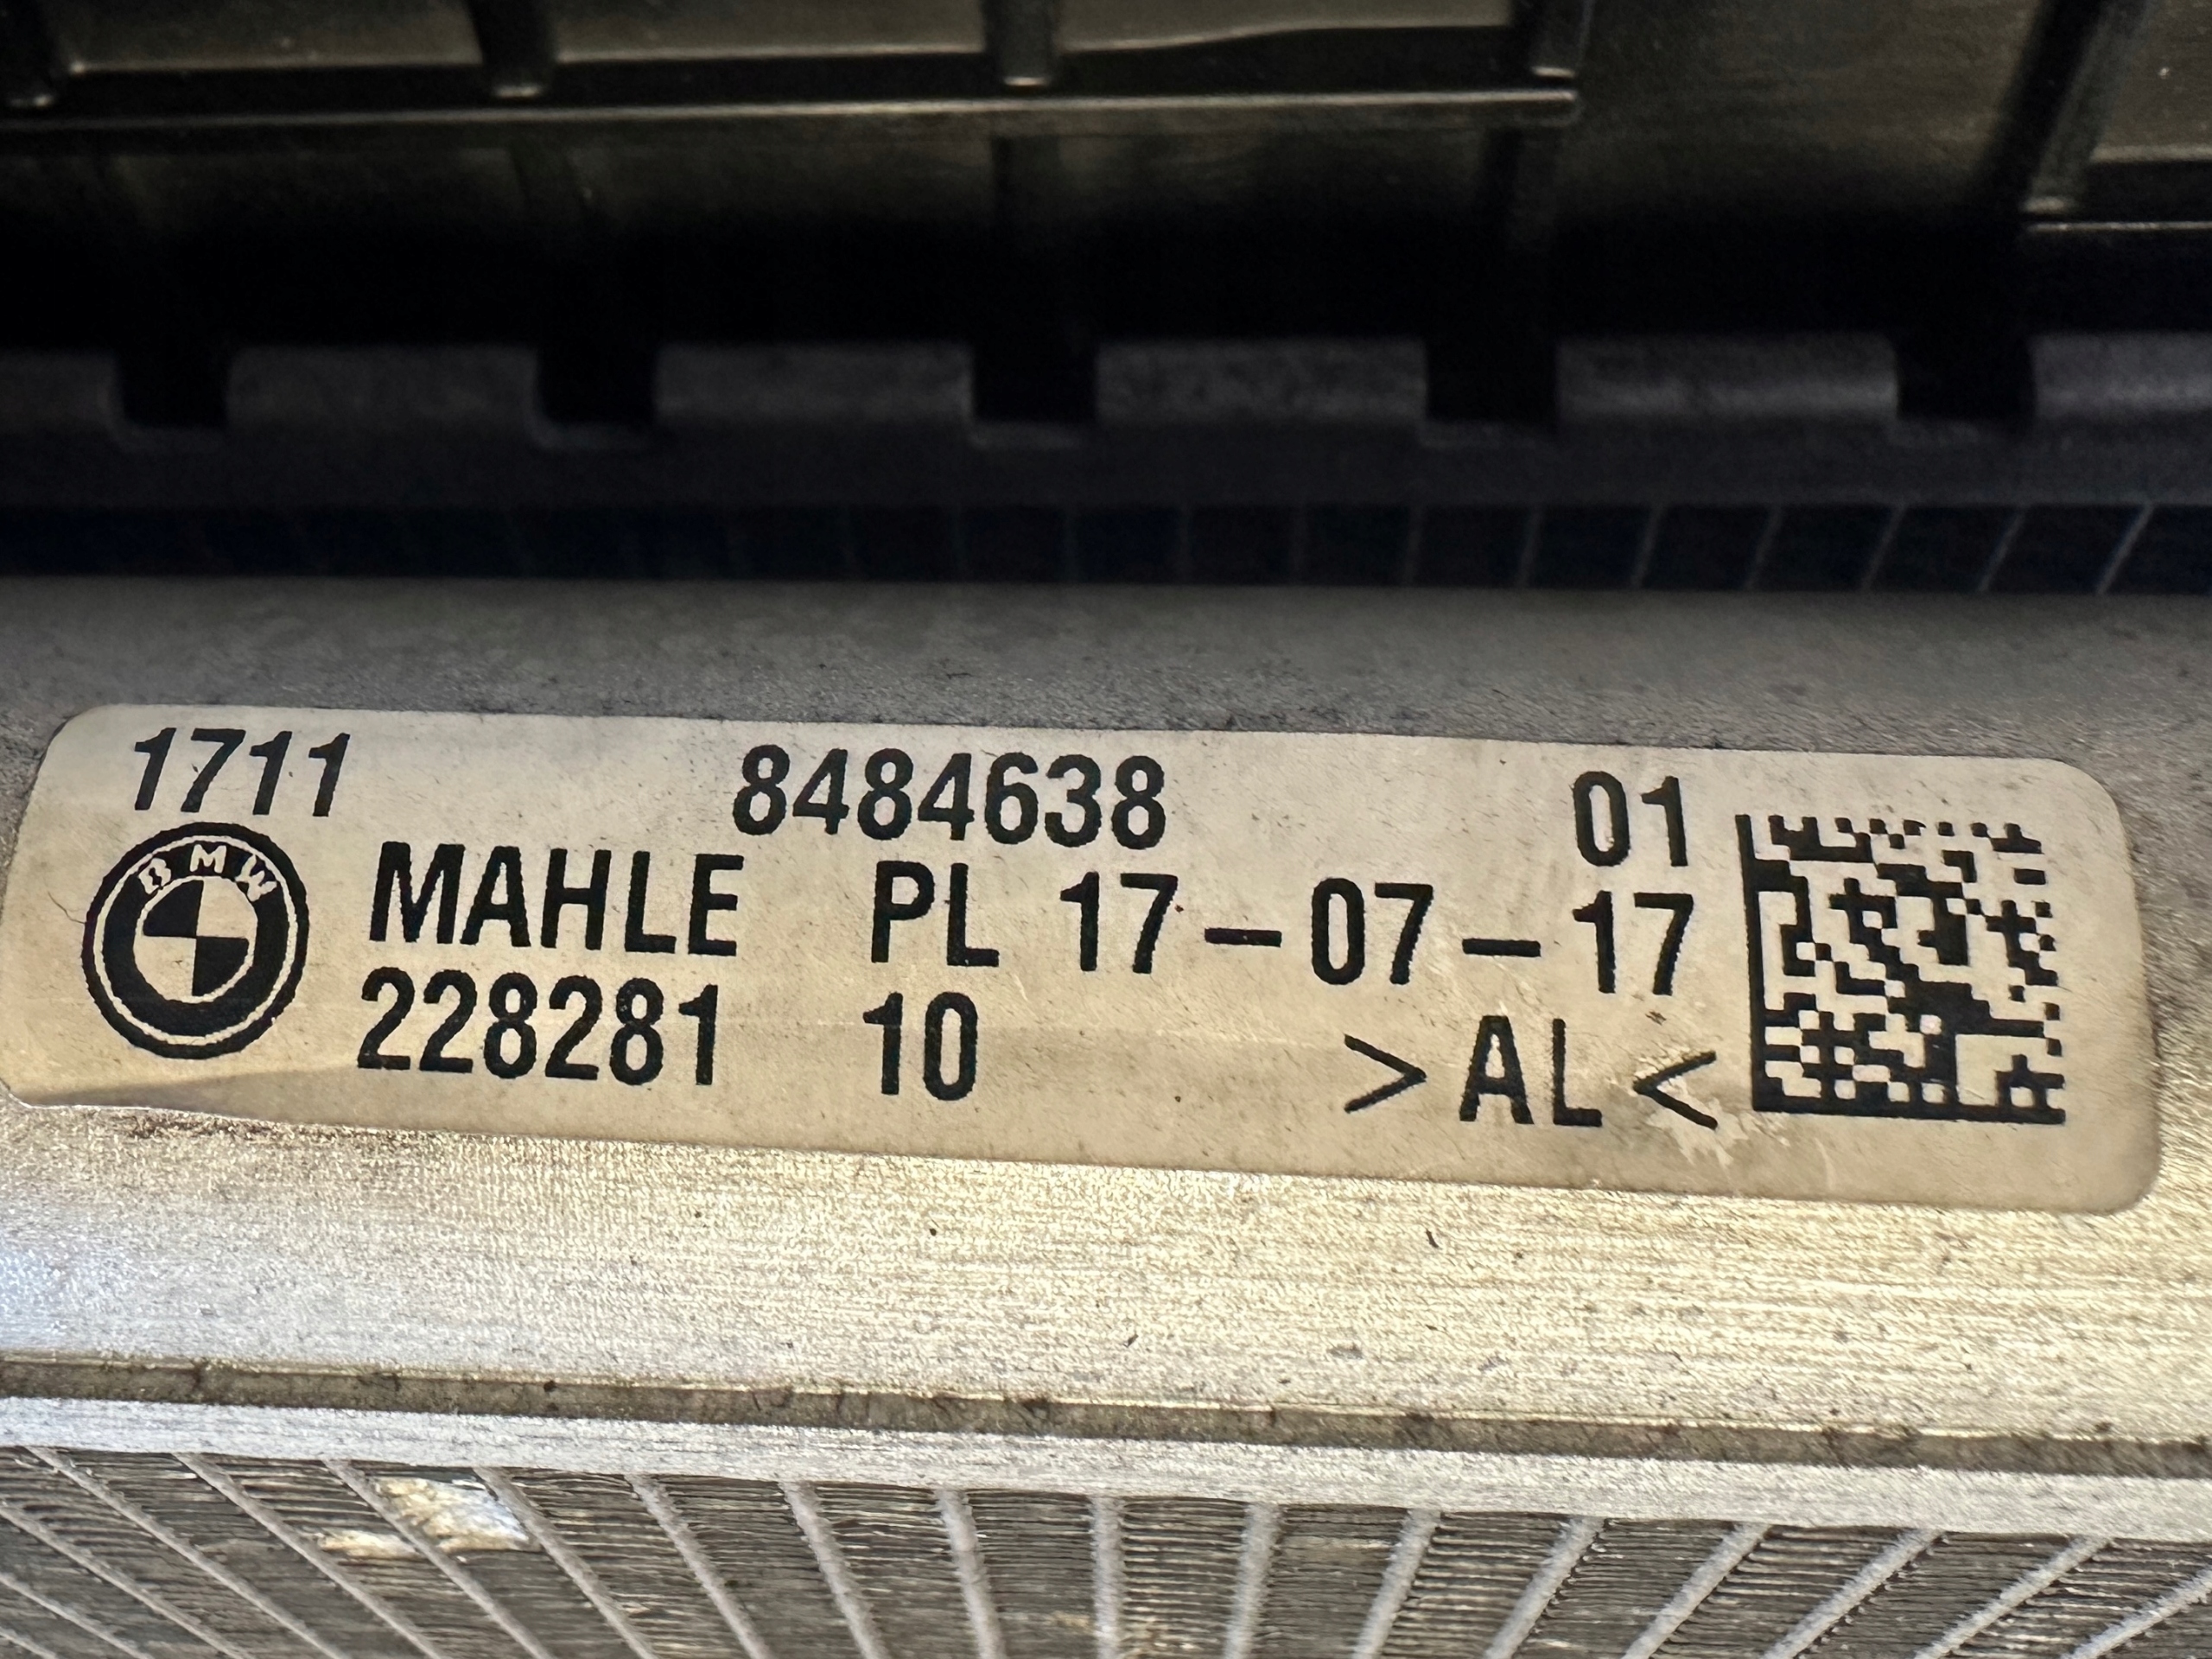 1711 8484638 01
BMW
MAHLE PL 17-07-17
228281 10 >AL<